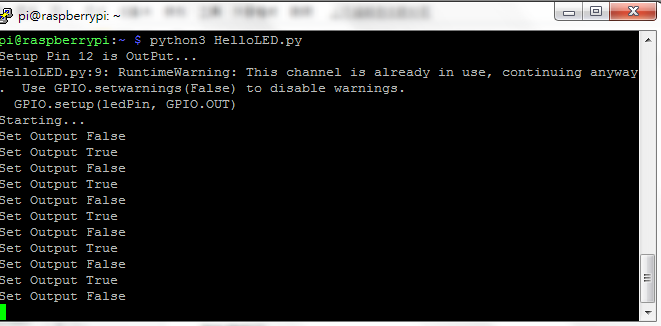 pi@raspberrypi: ~
pi@raspberrypi:~ $ python3 HelloLED.py
Setup Pin 12 is OutPut...
HelloLED.py:9: RuntimeWarning: This channel is already in use, continuing anyway
.  Use GPIO.setwarnings(False) to disable warnings.
  GPIO.setup(ledPin, GPIO.OUT)
Starting...
Set Output False
Set Output True
Set Output False
Set Output True
Set Output False
Set Output True
Set Output False
Set Output True
Set Output False
Set Output True
Set Output False